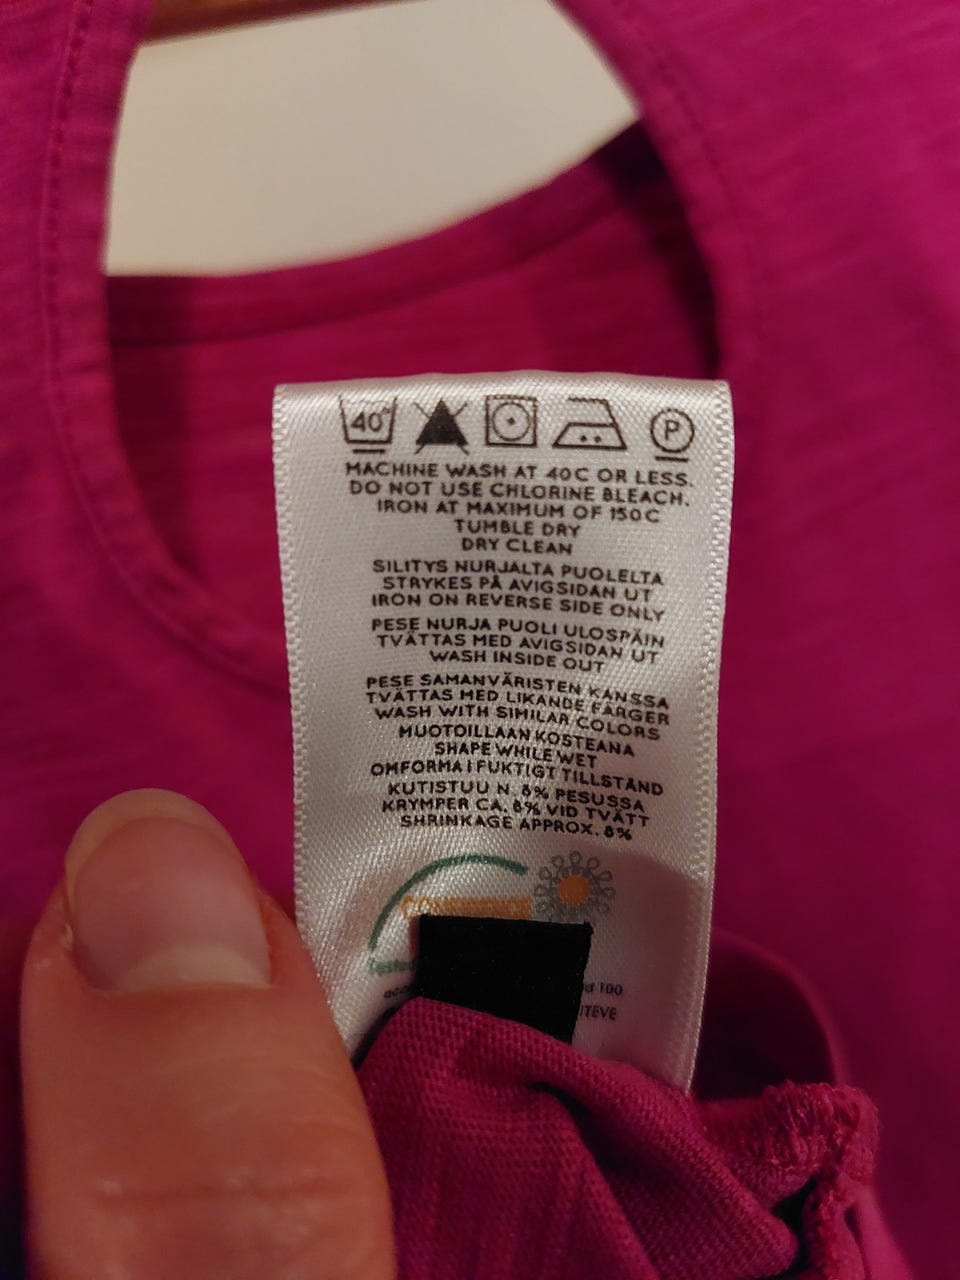 40° P
MACHINE WASH AT 40C OR LESS.
DO NOT USE CHLORINE BLEACH.
IRON AT MAXIMUM OF 150C
TUMBLE DRY
DRY CLEAN
SILITYS NURJALTA PUOLELTA
STRYKES PÅ AVIGSIDAN UT
IRON ON REVERSE SIDE ONLY
PESE NURJA PUOLI ULOSPÄIN
TVÄTTAS MED AVIGSIDAN UT
WASH INSIDE OUT
PESE SAMANVÄRISTEN KANSSA
TVÄTTAS MED LIKANDE FÄRGER
WASH WITH SIMILAR COLORS
MUOTOILLAAN KOSTEANA
SHAPE WHILE WET
OMFORMA I FUKTIGT TILLSTÅND
KUTISTUU N. 8% PESUSSA
KRYMPER CA. 8% VID TVÄTT
SHRINKAGE APPROX. 8%
100